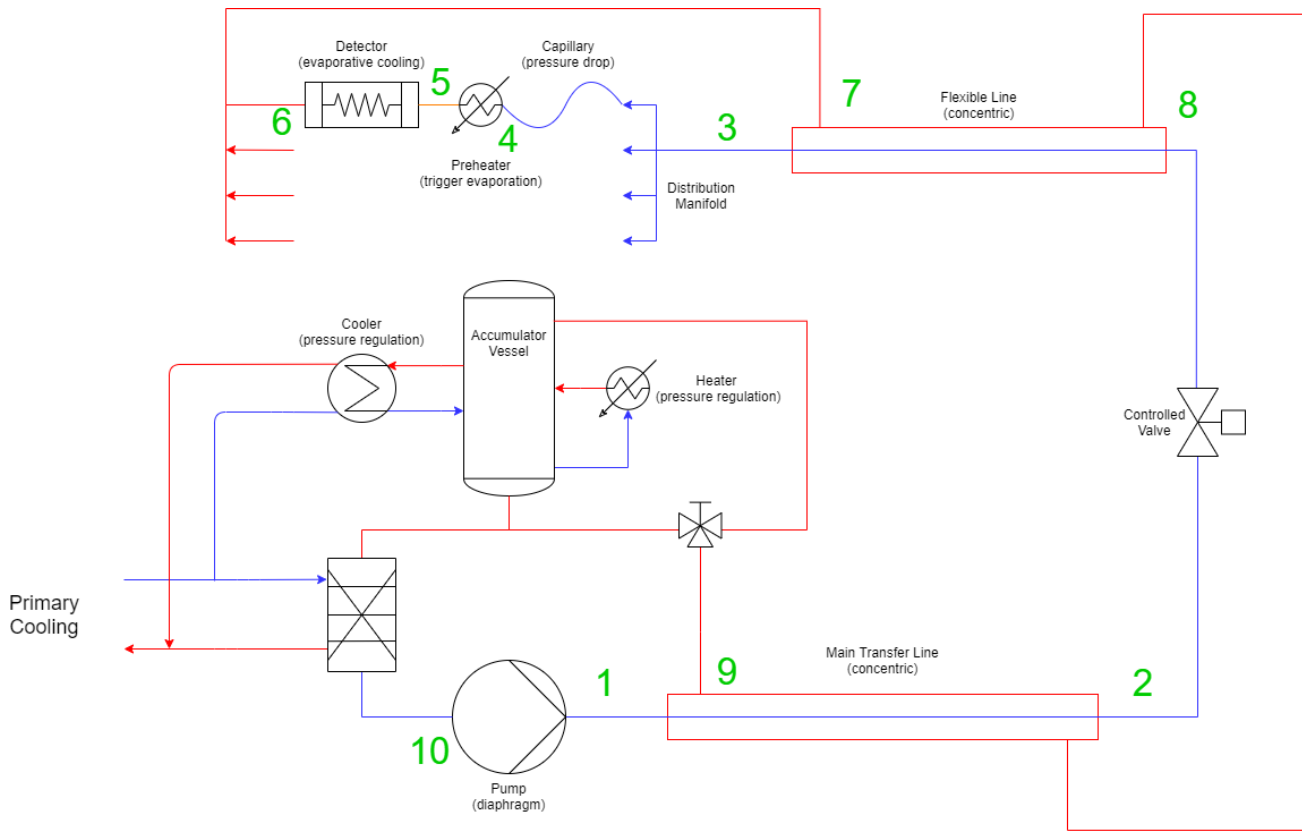 Detector
(evaporative cooling)
Capillary
(pressure drop)
5
6
4
Preheater
(trigger evaporation)
3
Distribution
Manifold
7
Flexible Line
(concentric)
8
Cooler
(pressure regulation)
Accumulator
Vessel
Heater
(pressure regulation)
Controlled
Valve
Primary
Cooling
10
Pump
(diaphragm)
1
9
Main Transfer Line
(concentric)
2